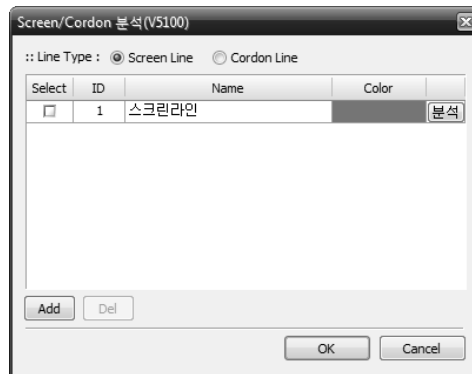 Screen/Cordon 분석(V5100)
:: Line Type : Screen Line Cordon Line
Select ID Name Color
1 스크린라인 분석
Add Del
OK Cancel